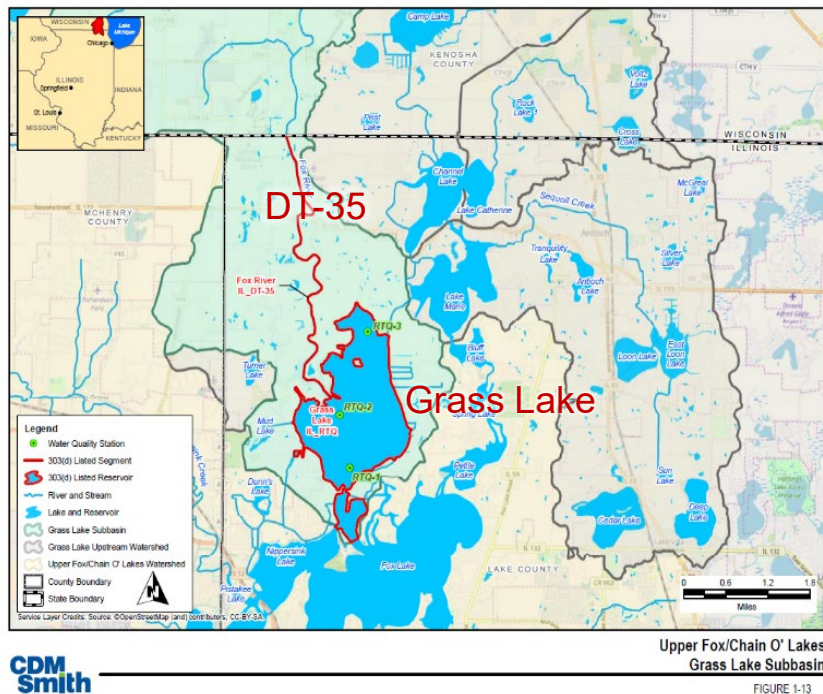 WISCONSIN
Lake
Michigan
IOWA
Chicago
ILLINOIS
Springfield
INDIANA
St. Louis
MISSOURI
KENTUCKY
Camp Lake
KENOSHA
COUNTY
CTH V
Voltz
Lake
Rock
Lake 1
Cross
Lake
Peat
Lake
WISCONSIN
ILLINOIS
Channel
Lake
Lake Catherine
McGreal
Lake
Sequoit Creek
DT-35
MCHENRY
COUNTY
Antioch
Tranquility
Lake
Antioch
Lake
Silver
Lake
Fox River
IL_DT-35
Lake
Marie
RTQ-3
Bluff
Lake
Loon Lake
East
Loon
Lake
Turner
Lake
Grass Lake
RTQ-2
Grass
Lake
IL_RTQ
Spring Lake
Mud
Lake
RTQ-1
Petite
Lake
Sun
Lake
Dunn's
Lake
Cedar Lake
Deep
Lake
Nippersink
Lake
Fox Lake
LAKE COUNTY
IL 132
Pistakee
Lake
Legend
Water Quality Station
303(d) Listed Segment
303(d) Listed Reservoir
River and Stream
Lake and Reservoir
Grass Lake Subbasin
Grass Lake Upstream Watershed
Upper Fox/Chain O' Lakes Watershed
County Boundary
State Boundary
N
0 0.6 1.2 1.8
Miles
Service Layer Credits: Source: ©OpenStreetMap (and) contributors, CC-BY-SA
Upper Fox/Chain O' Lakes
Grass Lake Subbasin
CDM
Smith
FIGURE 1-13